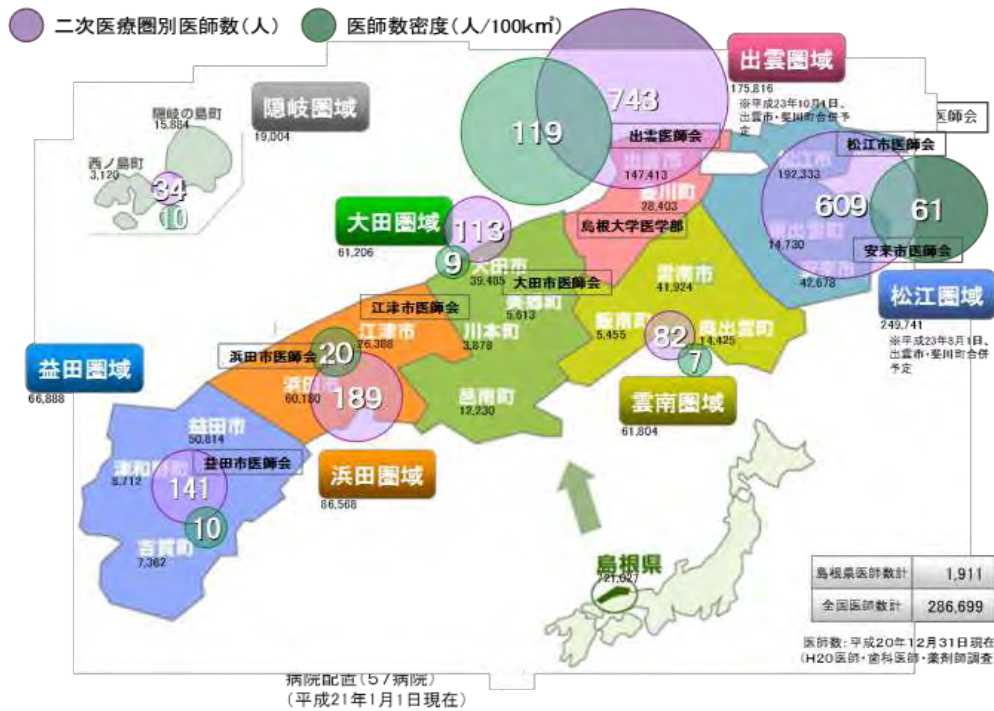 二次医療圏別医師数(人)
医師数密度(人/100km²)
出雲圏域
175,816
※平成23年10月1日、
出雲市・斐川町合併予
定
743
119
隠岐圏域
19,004
隠岐の島町
15,884
西ノ島町
3,120
34
10
出雲医師会
出雲市
147,413
斐川町
28,403
島根大学医学部
医師会
松江市医師会
松江市
192,333
609
61
東出雲町
14,730
安来市医師会
安来市
42,678
松江圏域
249,741
※平成23年8月1日、
出雲市・斐川町合併
予定
大田圏域
61,206
113
9
大田市
39,485
大田市医師会
美郷町
5,613
川本町
3,878
邑南町
12,230
雲南市
41,924
飯南町
5,455
82
奥出雲町
14,425
7
雲南圏域
61,804
江津市医師会
江津市
26,388
浜田市医師会
20
浜田市
60,180
189
浜田圏域
86,568
益田圏域
66,888
益田市
50,814
益田市医師会
津和野町
8,712
141
10
吉賀町
7,362
島根県
721,627
島根県医師数計 1,911
全国医師数計 286,699
医師数:平成20年12月31日現在
(H20医師・歯科医師・薬剤師調査
病院配置(57病院)
(平成21年1月1日現在)